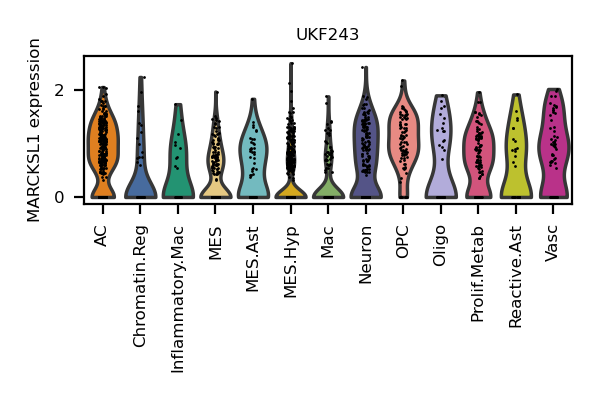 UKF243
MARCKSL1 expression
2
0
AC
Chromatin.Reg
Inflammatory.Mac
MES
MES.Ast
MES.Hyp
Mac
Neuron
OPC
Oligo
Prolif.Metab
Reactive.Ast
Vasc